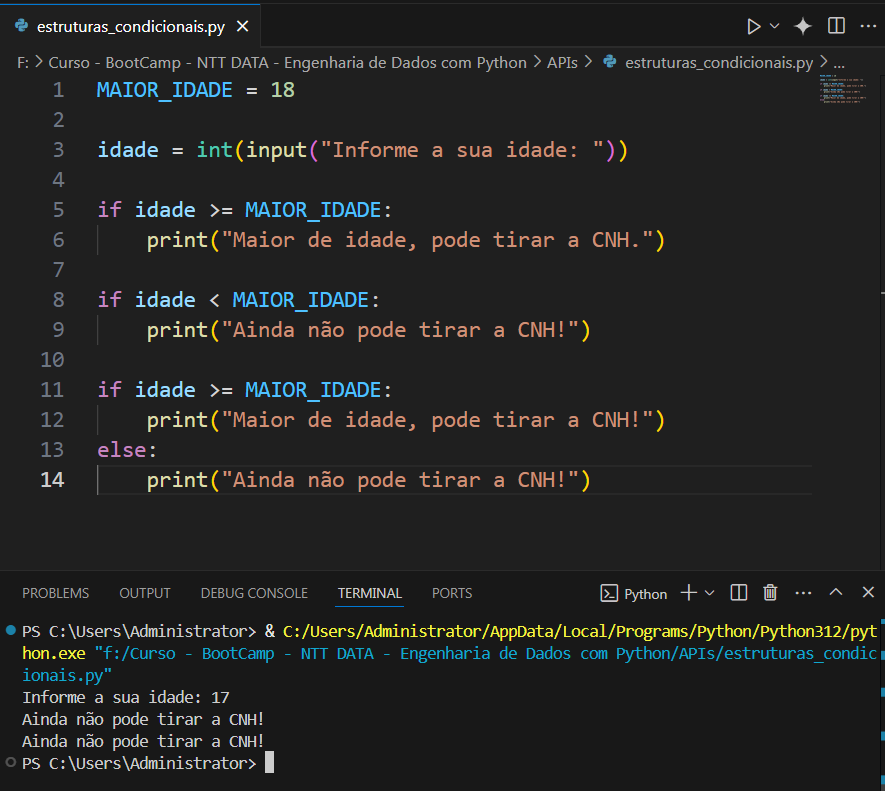 estruturas_condicionais.py
F: > Curso - BootCamp - NTT DATA - Engenharia de Dados com Python > APIs > estruturas_condicionais.py > ...
1 MAIOR_IDADE = 18
2
3 idade = int(input("Informe a sua idade: "))
4
5 if idade >= MAIOR_IDADE:
6     print("Maior de idade, pode tirar a CNH.")
7
8 if idade < MAIOR_IDADE:
9     print("Ainda não pode tirar a CNH!")
10
11 if idade >= MAIOR_IDADE:
12     print("Maior de idade, pode tirar a CNH!")
13 else:
14     print("Ainda não pode tirar a CNH!")
PROBLEMS OUTPUT DEBUG CONSOLE TERMINAL PORTS Python
PS C:\Users\Administrator> & C:/Users/Administrator/AppData/Local/Programs/Python/Python312/pyt
hon.exe "f:/Curso - BootCamp - NTT DATA - Engenharia de Dados com Python/APIs/estruturas_condic
ionais.py"
Informe a sua idade: 17
Ainda não pode tirar a CNH!
Ainda não pode tirar a CNH!
PS C:\Users\Administrator>